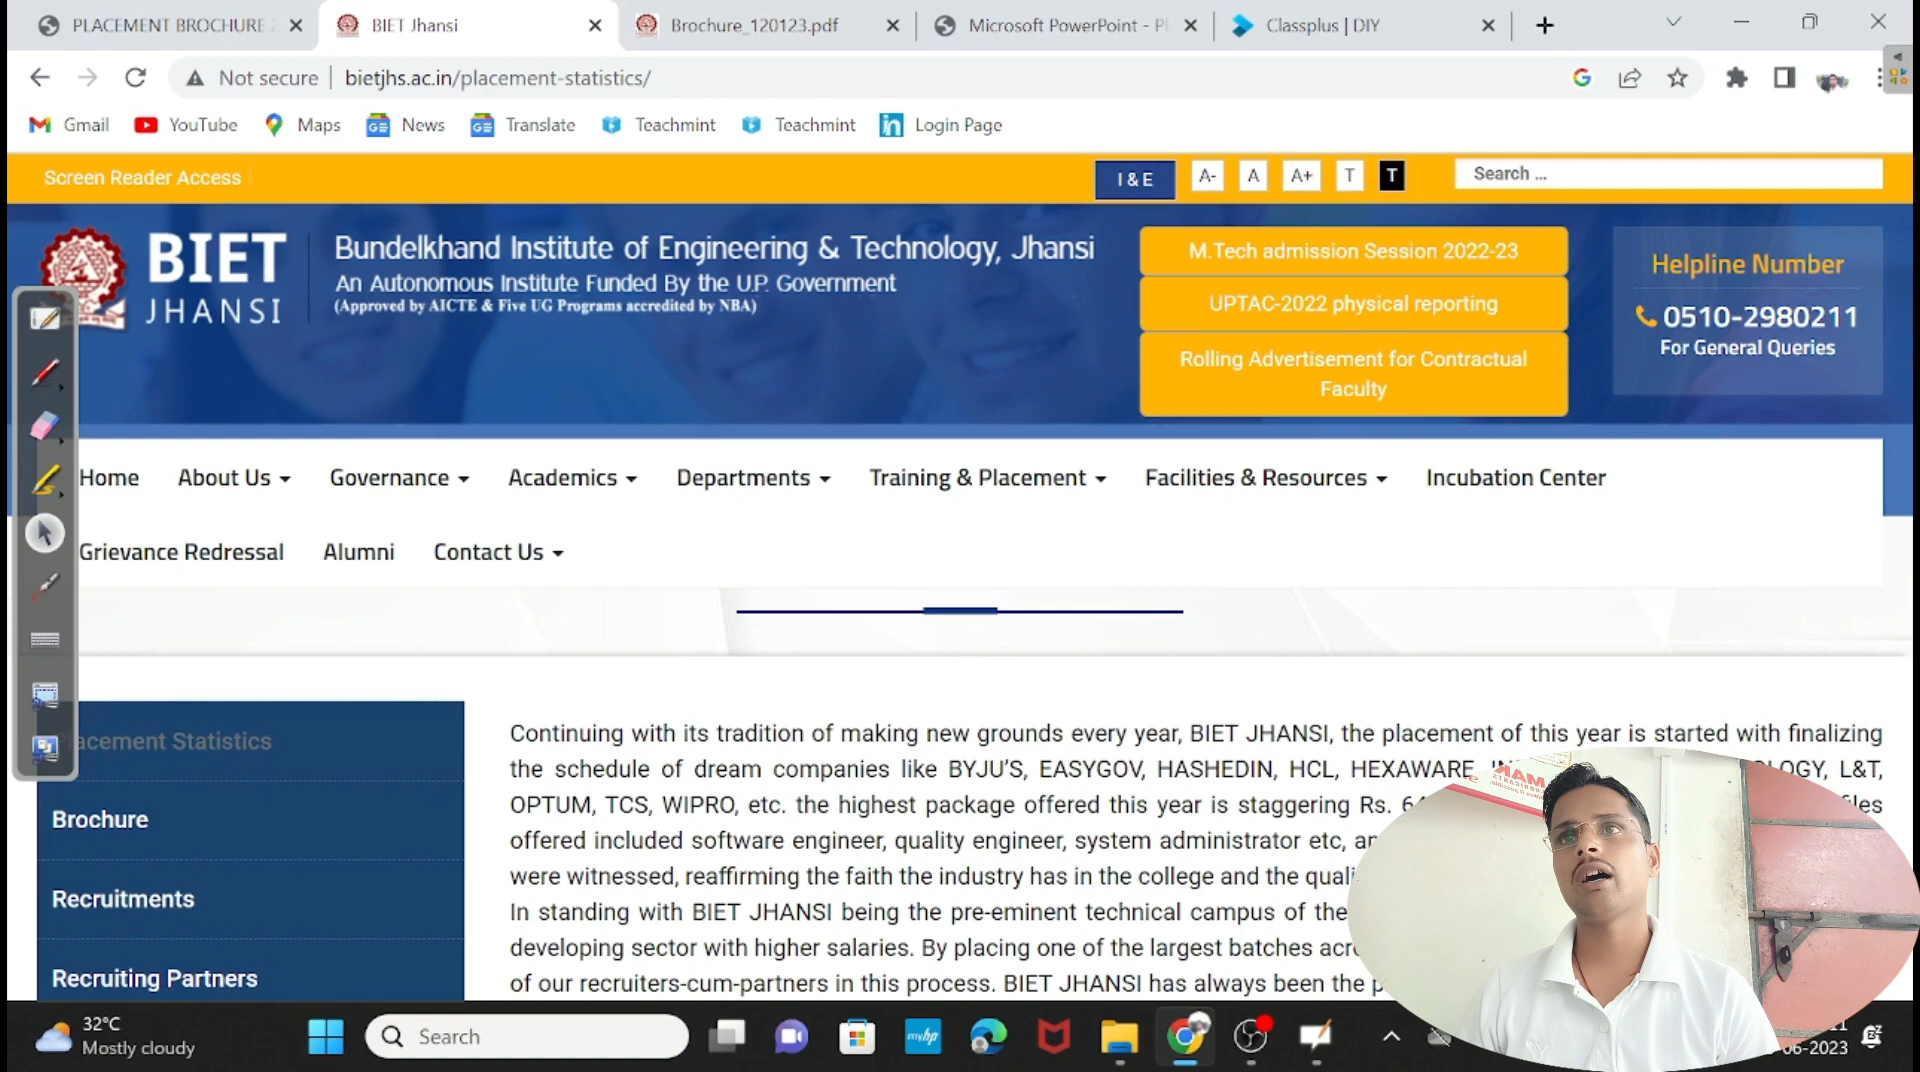 PLACEMENT BROCHURE
BIET Jhansi
Brochure_120123.pdf
Microsoft PowerPoint - Pl
Classplus | DIY
Not secure
bietjhs.ac.in/placement-statistics/
Gmail
YouTube
Maps
News
Translate
Teachmint
Teachmint
Login Page
Screen Reader Access
I & E
A-
A
A+
T
T
Search ...
BIET
JHANSI
Bundelkhand Institute of Engineering & Technology, Jhansi
An Autonomous Institute Funded By the U.P. Government
(Approved by AICTE & Five UG Programs accredited by NBA)
M.Tech admission Session 2022-23
UPTAC-2022 physical reporting
Rolling Advertisement for Contractual
Faculty
Helpline Number
0510-2980211
For General Queries
Home
About Us
Governance
Academics
Departments
Training & Placement
Facilities & Resources
Incubation Center
Grievance Redressal
Alumni
Contact Us
Placement Statistics
Brochure
Recruitments
Recruiting Partners
Continuing with its tradition of making new grounds every year, BIET JHANSI, the placement of this year is started with finalizing
the schedule of dream companies like BYJU'S, EASYGOV, HASHEDIN, HCL, HEXAWARE, L&T,
OPTUM, TCS, WIPRO, etc. the highest package offered this year is staggering Rs.
offered included software engineer, quality engineer, system administrator etc,
were witnessed, reaffirming the faith the industry has in the college and the
In standing with BIET JHANSI being the pre-eminent technical campus of the
developing sector with higher salaries. By placing one of the largest batches
of our recruiters-cum-partners in this process. BIET JHANSI has always been the
32°C
Mostly cloudy
Search
myhp
06-2023